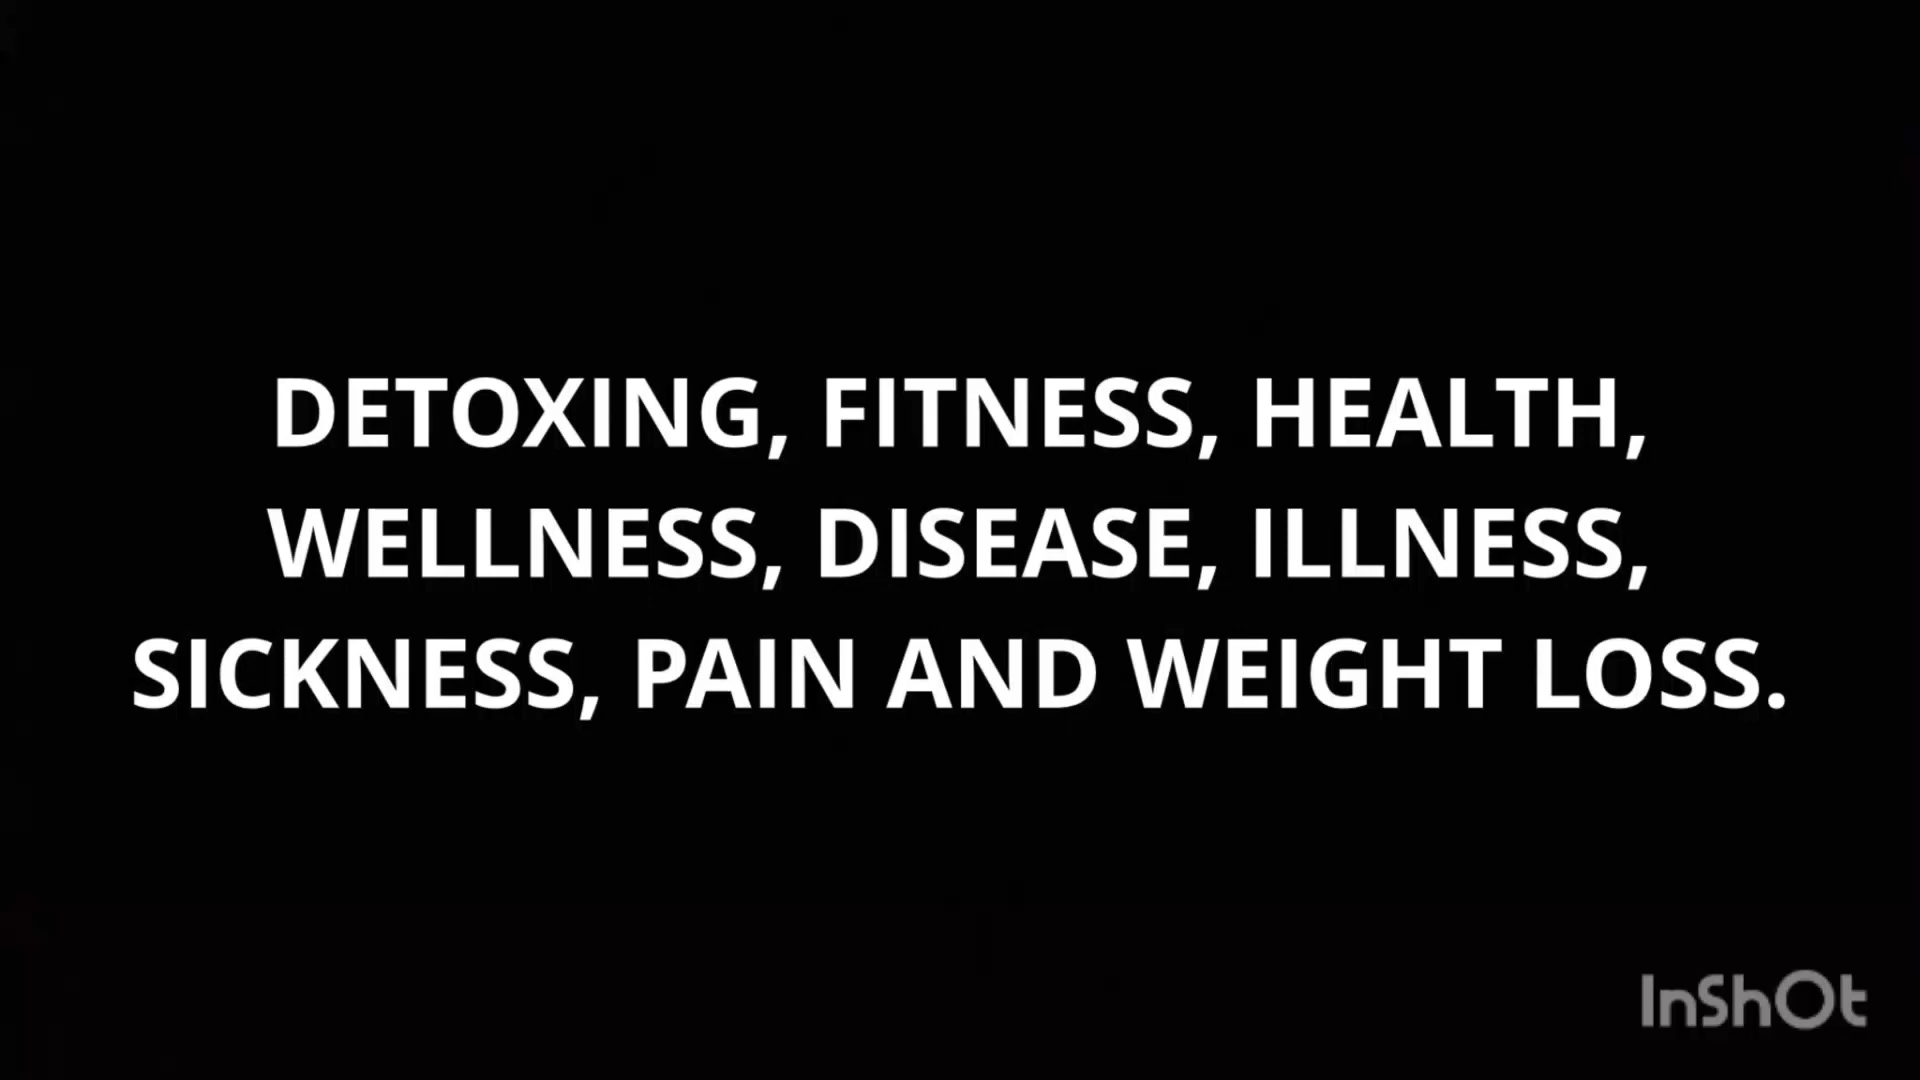 DETOXING, FITNESS, HEALTH,
WELLNESS, DISEASE, ILLNESS,
SICKNESS, PAIN AND WEIGHT LOSS.
InShOt